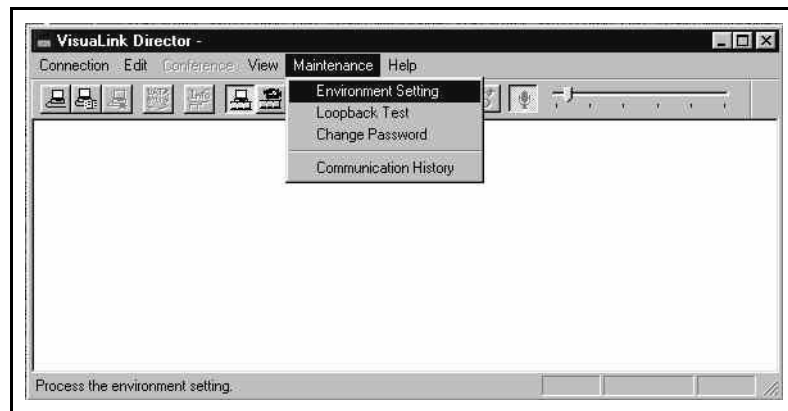 VisuaLink Director -
Connection Edit Conference View Maintenance Help
Environment Setting
Loopback Test
Change Password
Communication History
Process the environment setting.